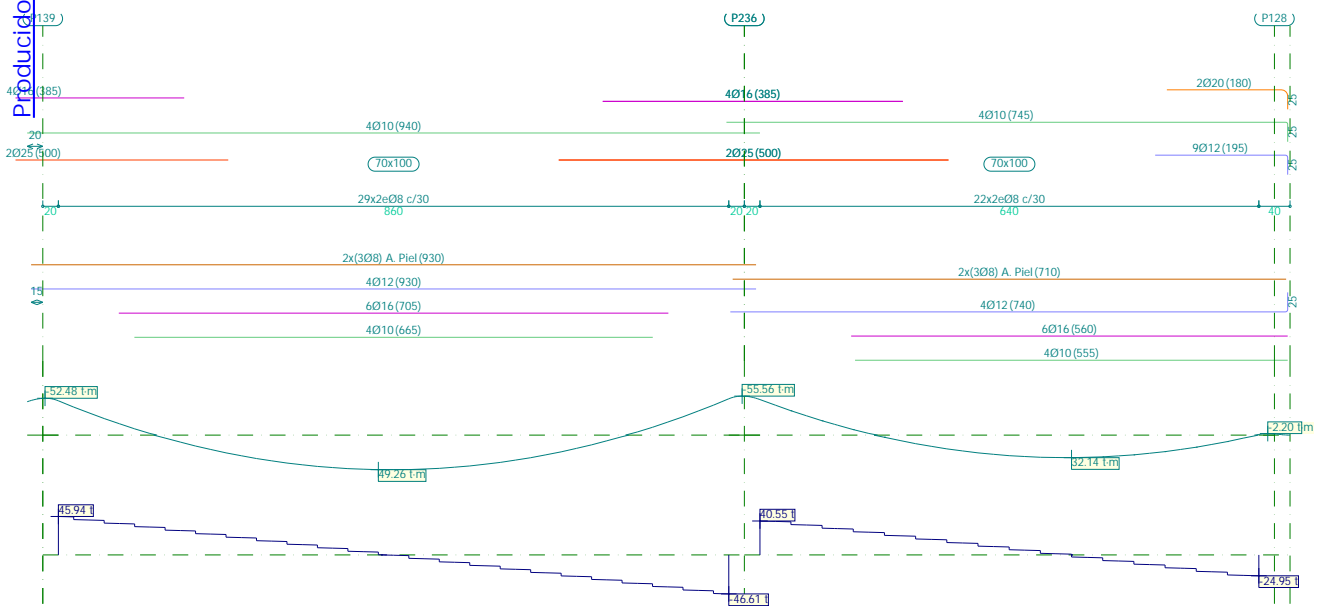 Producido
P139
P236
P128
4Ø16 (385)
4Ø16 (385)
2Ø20 (180)
25
4Ø10 (745)
4Ø10 (940)
25
20
2Ø25 (500)
2Ø25 (500)
9Ø12 (195)
25
70x100
70x100
29x2eØ8 c/30
22x2eØ8 c/30
20
860
20
20
640
40
2x(3Ø8) A. Piel (930)
2x(3Ø8) A. Piel (710)
4Ø12 (930)
15
25
4Ø12 (740)
6Ø16 (705)
6Ø16 (560)
4Ø10 (665)
4Ø10 (555)
-52.48 t·m
-55.56 t·m
-2.20 t·m
49.26 t·m
32.14 t·m
45.94 t
40.55 t
-24.95 t
-46.61 t